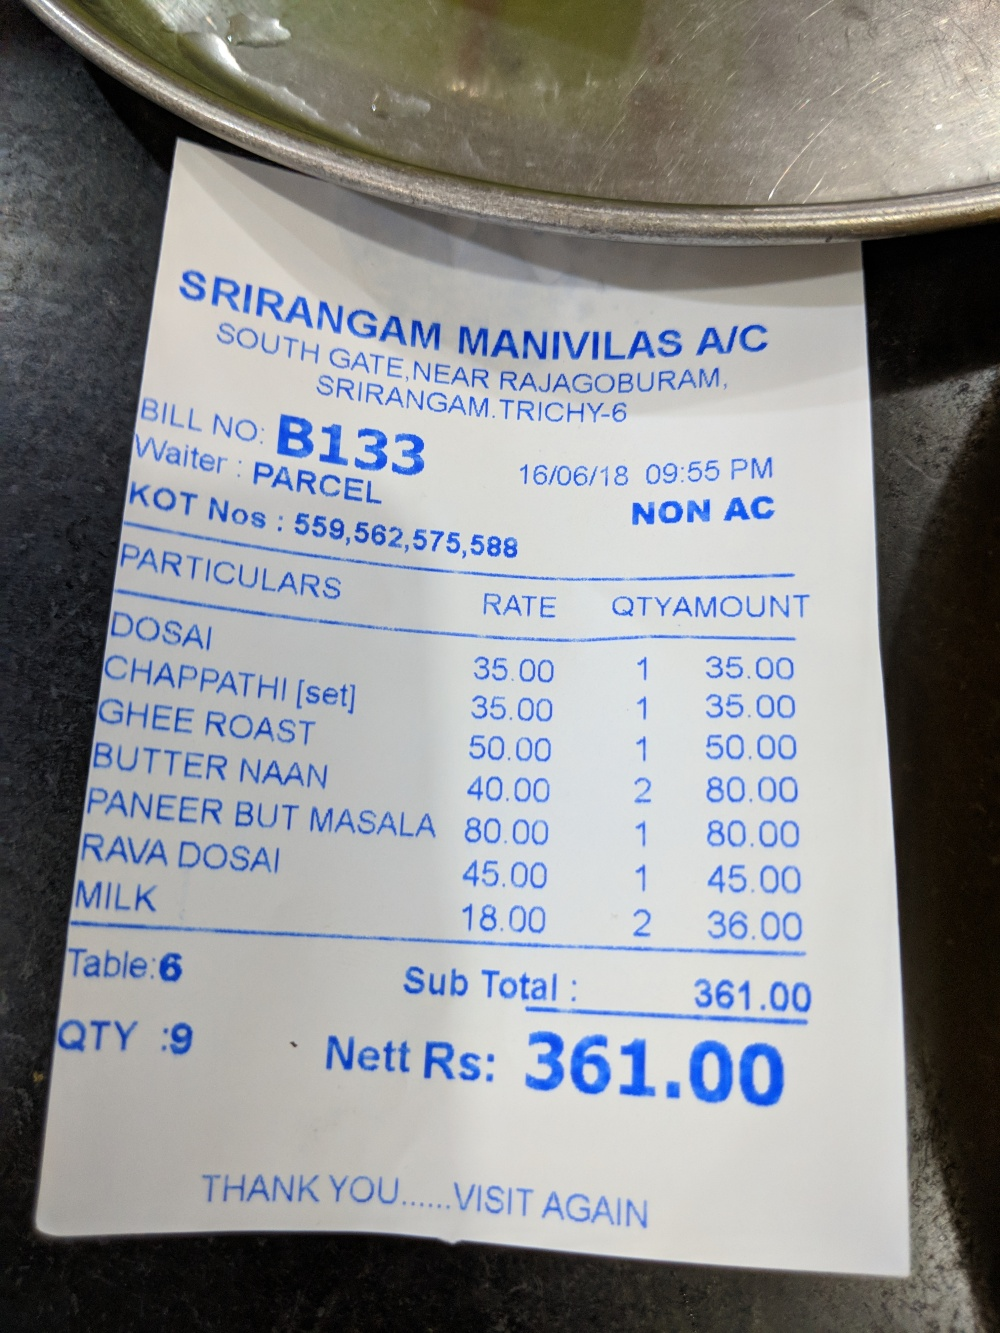 SRIRANGAM MANIVILAS A/C
SOUTH GATE,NEAR RAJAGOBURAM,
SRIRANGAM.TRICHY-6
BILL NO: B133
16/06/18 09:55 PM
Waiter : PARCEL
NON AC
KOT Nos : 559,562,575,588
PARTICULARS RATE QTYAMOUNT
DOSAI 35.00 1 35.00
CHAPPATHI [set] 35.00 1 35.00
GHEE ROAST 50.00 1 50.00
BUTTER NAAN 40.00 2 80.00
PANEER BUT MASALA 80.00 1 80.00
RAVA DOSAI 45.00 1 45.00
MILK 18.00 2 36.00
Table:6 Sub Total : 361.00
QTY :9 Nett Rs: 361.00
THANK YOU......VISIT AGAIN